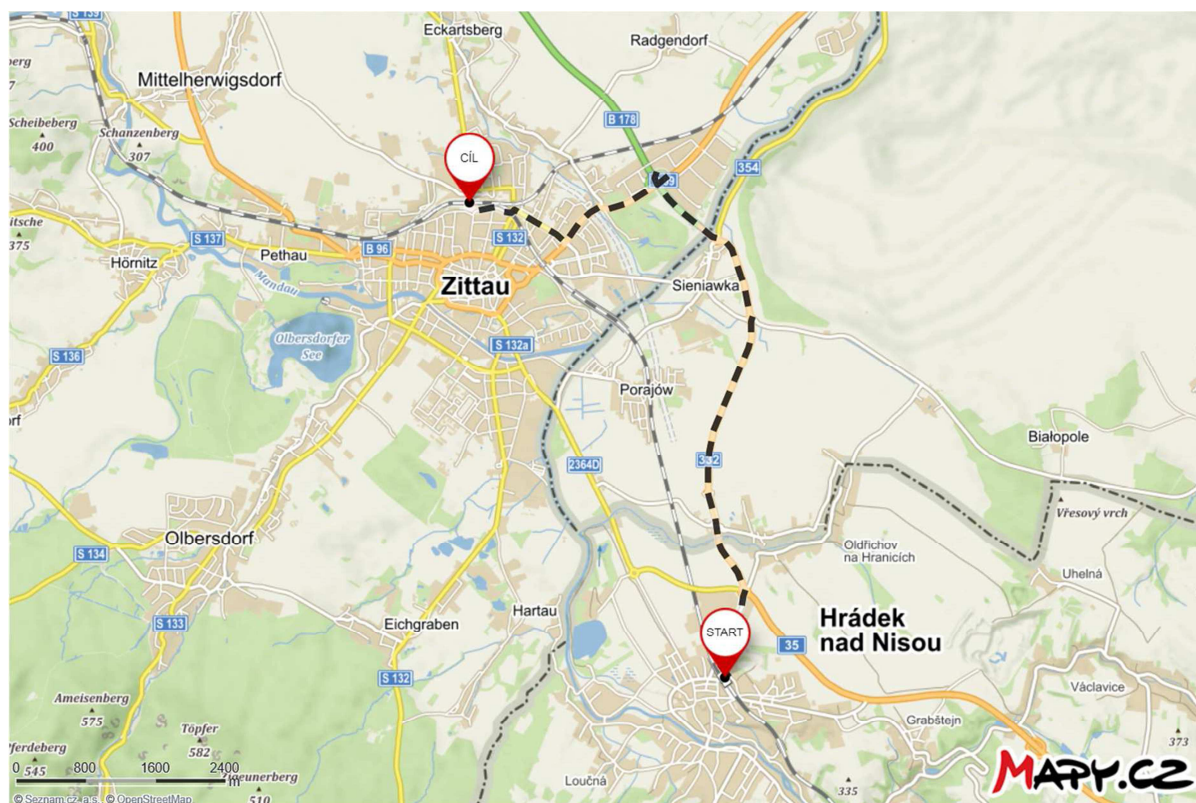 S 139
Eckartsberg
Radgendorf
Mittelherwigsdorf
Scheibeberg
400
Schanzenberg
307
B 178
354
CÍL
S 137
Hörnitz
Pethau
B 96
S 132
375
Mandau
Zittau
Sieniawka
Olbersdorfer
See
S 136
S 132a
Porajów
2364D
332
Białopole
Vřesový vrch
Olbersdorf
S 134
Oldřichov
na Hranicích
Uhelná
Hartau
Eichgraben
S 133
START
Hrádek
nad Nisou
35
S 132
Ameisenberg
575
Töpfer
582
Václavice
Grabštejn
373
545
510
Loučná
335
0 800 1600 2400
m
MAPY.CZ
© Seznam.cz, a.s., © OpenStreetMap